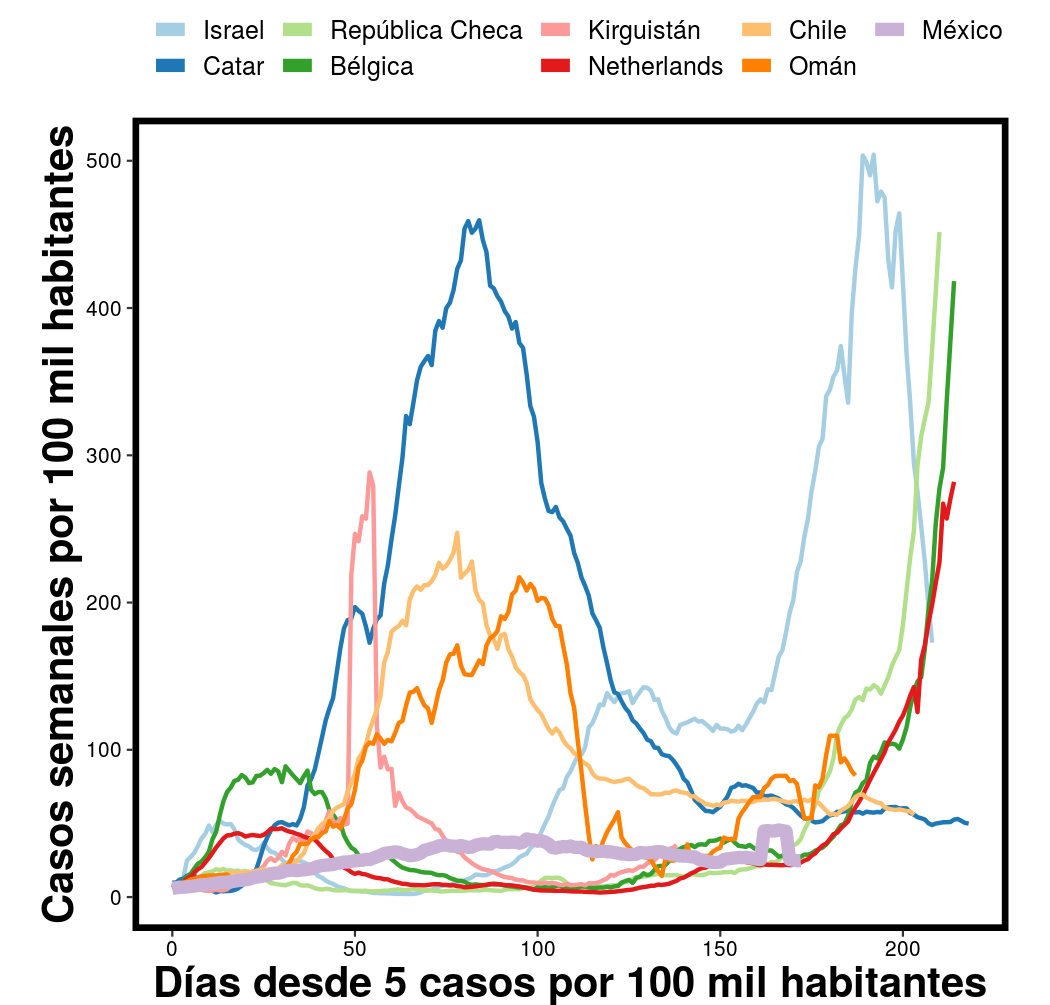 Israel República Checa Kirguistán Chile México
Catar Bélgica Netherlands Omán
Casos semanales por 100 mil habitantes
500
400
300
200
100
0
0 50 100 150 200
Días desde 5 casos por 100 mil habitantes